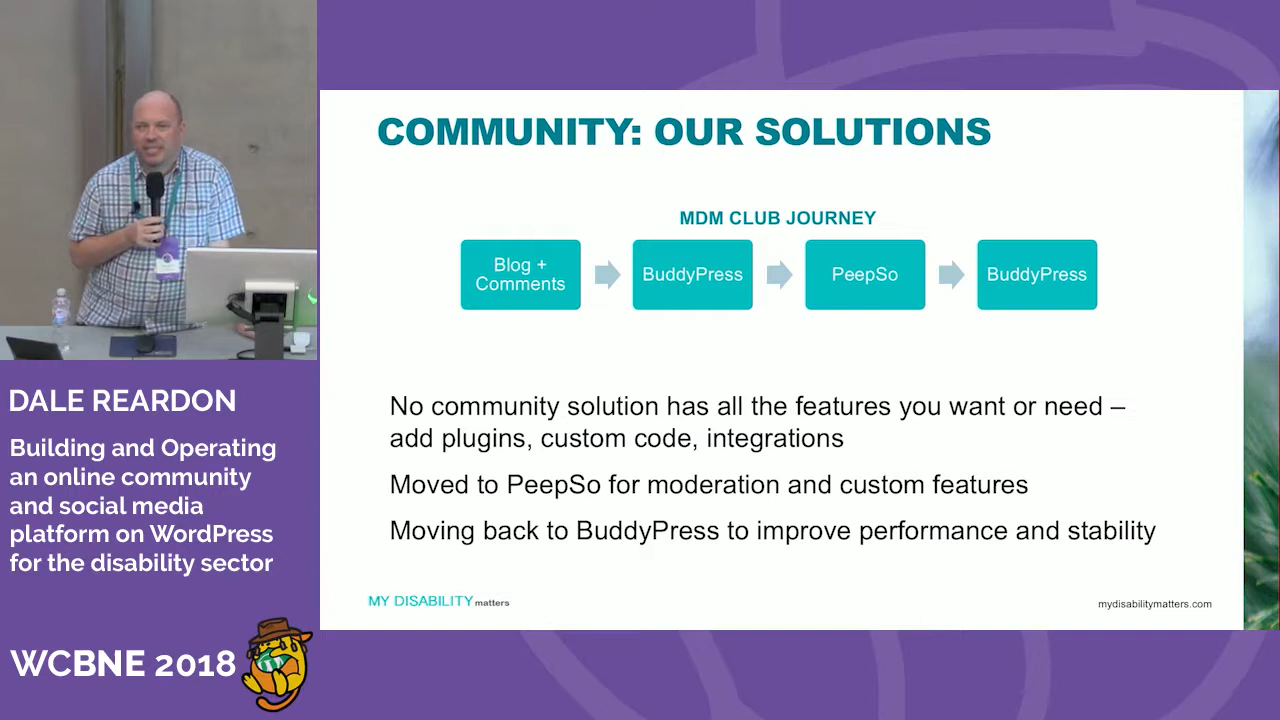 COMMUNITY: OUR SOLUTIONS
MDM CLUB JOURNEY
Blog +
Comments
BuddyPress
PeepSo
BuddyPress
No community solution has all the features you want or need –
add plugins, custom code, integrations
Moved to PeepSo for moderation and custom features
Moving back to BuddyPress to improve performance and stability
MY DISABILITY matters
mydisabilitymatters.com
DALE REARDON
Building and Operating
an online community
and social media
platform on WordPress
for the disability sector
WCBNE 2018